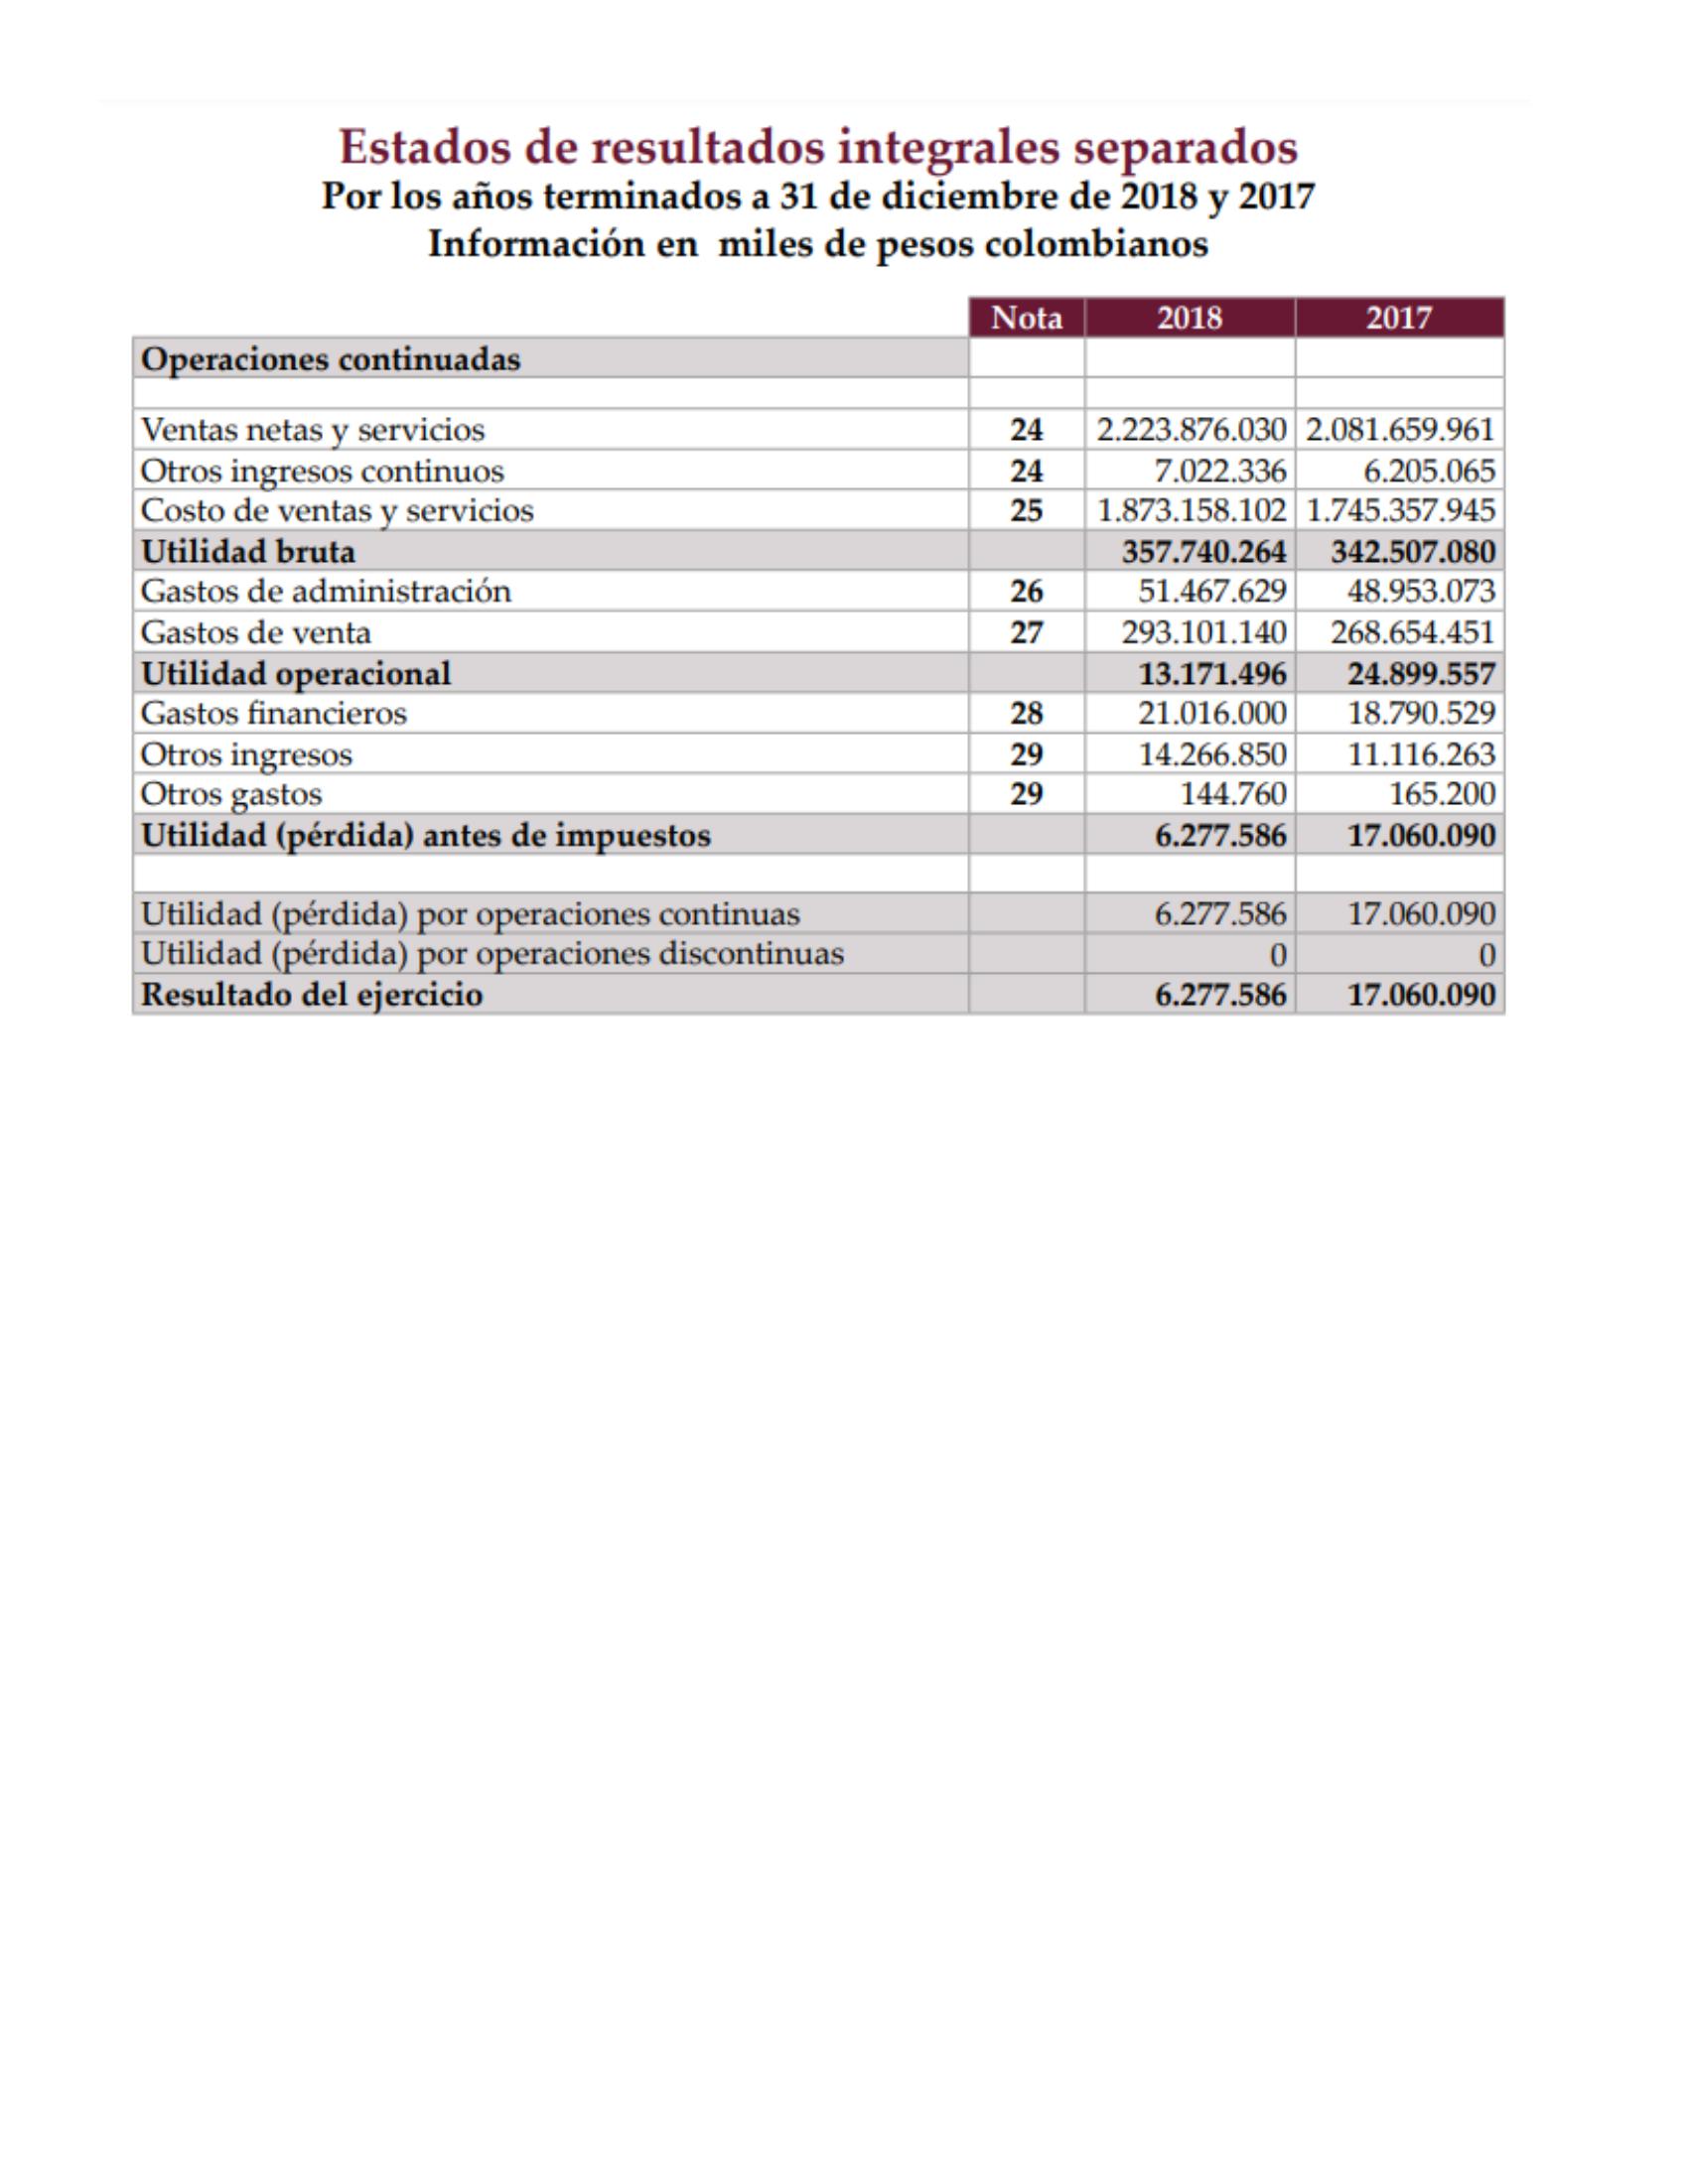 Estados de resultados integrales separados
Por los años terminados a 31 de diciembre de 2018 y 2017
Información en  miles de pesos colombianos
Nota 2018 2017
Operaciones continuadas
Ventas netas y servicios 24 2.223.876.030 2.081.659.961
Otros ingresos continuos 24 7.022.336 6.205.065
Costo de ventas y servicios 25 1.873.158.102 1.745.357.945
Utilidad bruta 357.740.264 342.507.080
Gastos de administración 26 51.467.629 48.953.073
Gastos de venta 27 293.101.140 268.654.451
Utilidad operacional 13.171.496 24.899.557
Gastos financieros 28 21.016.000 18.790.529
Otros ingresos 29 14.266.850 11.116.263
Otros gastos 29 144.760 165.200
Utilidad (pérdida) antes de impuestos 6.277.586 17.060.090
Utilidad (pérdida) por operaciones continuas 6.277.586 17.060.090
Utilidad (pérdida) por operaciones discontinuas 0 0
Resultado del ejercicio 6.277.586 17.060.090